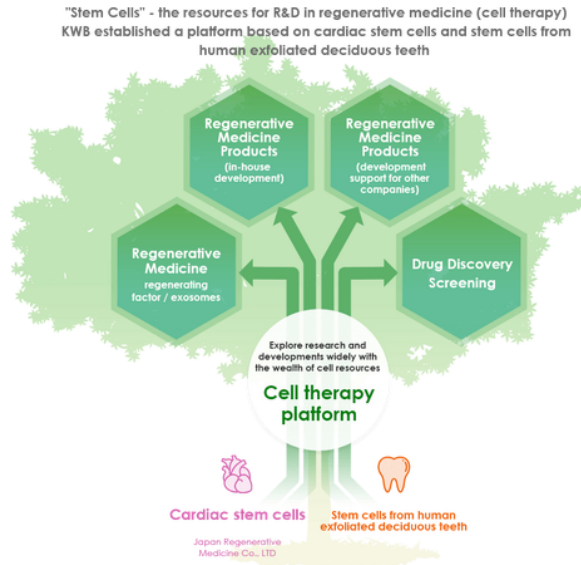 "Stem Cells" - the resources for R&D in regenerative medicine (cell therapy)
KWB established a platform based on cardiac stem cells and stem cells from
human exfoliated deciduous teeth
Regenerative
Medicine
Products
(in-house
development)
Regenerative
Medicine
Products
(development
support for other
companies)
Regenerative
Medicine
regenerating
factor / exosomes
Drug Discovery
Screening
Explore research and
developments widely with
the wealth of cell resources
Cell therapy
platform
Cardiac stem cells
Japan Regenerative
Medicine Co., LTD
Stem cells from human
exfoliated deciduous teeth